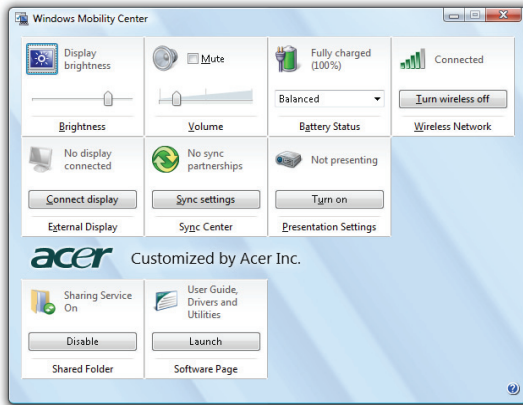 Windows Mobility Center
Display
brightness
Brightness
Mute
Volume
Fully charged
(100%)
Balanced
Battery Status
Connected
Turn wireless off
Wireless Network
No display
connected
Connect display
External Display
No sync
partnerships
Sync settings
Sync Center
Not presenting
Turn on
Presentation Settings
acer Customized by Acer Inc.
Sharing Service
On
Disable
Shared Folder
User Guide,
Drivers and
Utilities
Launch
Software Page